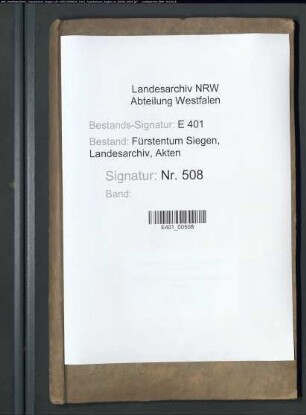 Landesarchiv NRW
Abteilung Westfalen
Bestands-Signatur: E 401
Bestand: Fürstentum Siegen,
Landesarchiv, Akten
Signatur: Nr. 508
Band:
E401_00508